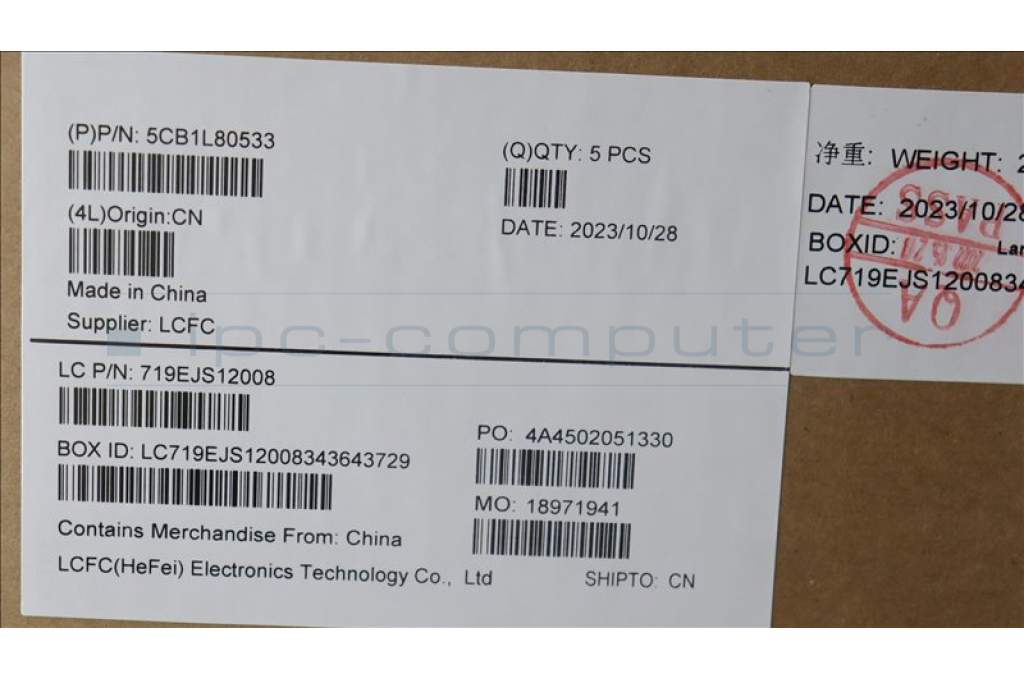 (P)P/N: 5CB1L80533
(Q)QTY: 5 PCS
(4L)Origin:CN
DATE: 2023/10/28
Made in China
Supplier: LCFC
LC P/N: 719EJS12008
BOX ID: LC719EJS12008343643729
PO: 4A4502051330
MO: 18971941
Contains Merchandise From: China
LCFC(HeFei) Electronics Technology Co., Ltd
SHIPTO: CN
净重: WEIGHT: 2
DATE: 2023/10/28
BOXID:
LC719EJS1200834
PASS
QA
ipc-computer